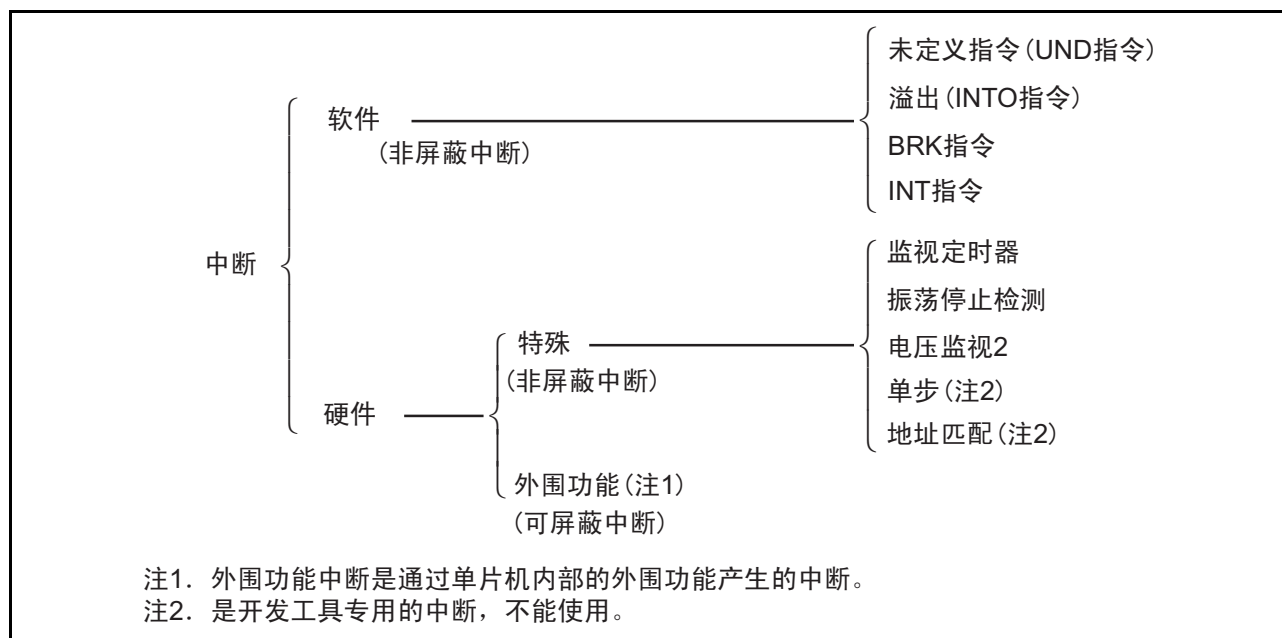 中断
软件
(非屏蔽中断)
未定义指令(UND指令)
溢出(INTO指令)
BRK指令
INT指令
硬件
特殊
(非屏蔽中断)
监视定时器
振荡停止检测
电压监视2
单步(注2)
地址匹配(注2)
外围功能(注1)
(可屏蔽中断)
注1. 外围功能中断是通过单片机内部的外围功能产生的中断。
注2. 是开发工具专用的中断，不能使用。